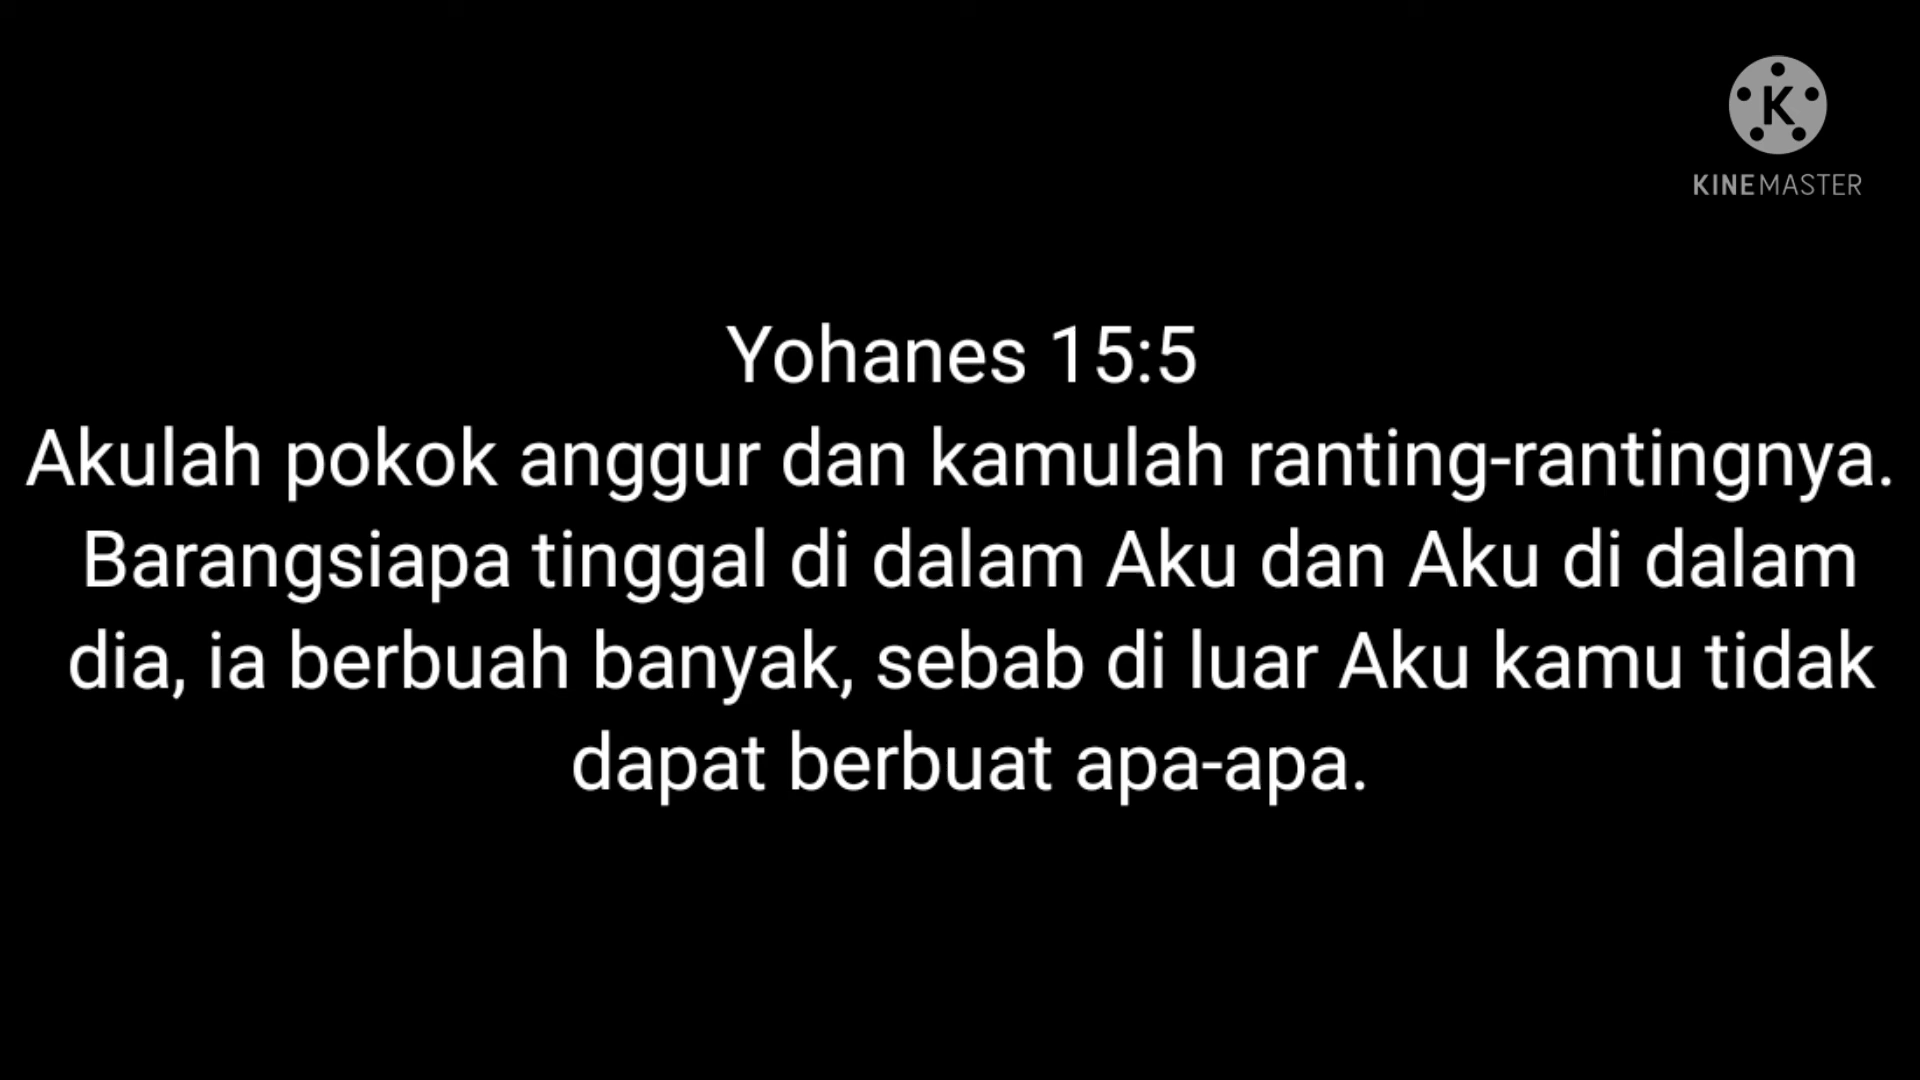 K
KINEMASTER
Yohanes 15:5
Akulah pokok anggur dan kamulah ranting-rantingnya.
Barangsiapa tinggal di dalam Aku dan Aku di dalam
dia, ia berbuah banyak, sebab di luar Aku kamu tidak
dapat berbuat apa-apa.